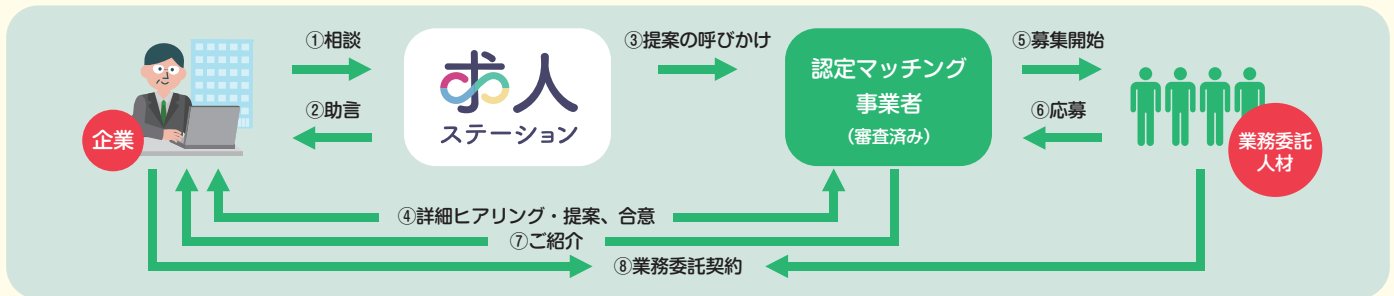 ①相談
②助言
企業
求人
ステーション
③提案の呼びかけ
認定マッチング
事業者
（審査済み）
⑤募集開始
⑥応募
業務委託
人材
④詳細ヒアリング・提案、合意
⑦ご紹介
⑧業務委託契約